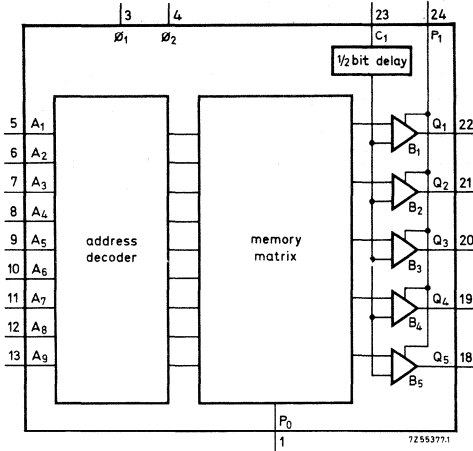 3 4 23 24
Ø1 Ø2 C1 P1
1/2 bit delay
5 A1
6 A2
7 A3
8 A4
9 A5
10 A6
11 A7
12 A8
13 A9
address
decoder
memory
matrix
B1 Q1 22
B2 Q2 21
B3 Q3 20
B4 Q4 19
B5 Q5 18
P0
1
7Z55377.1